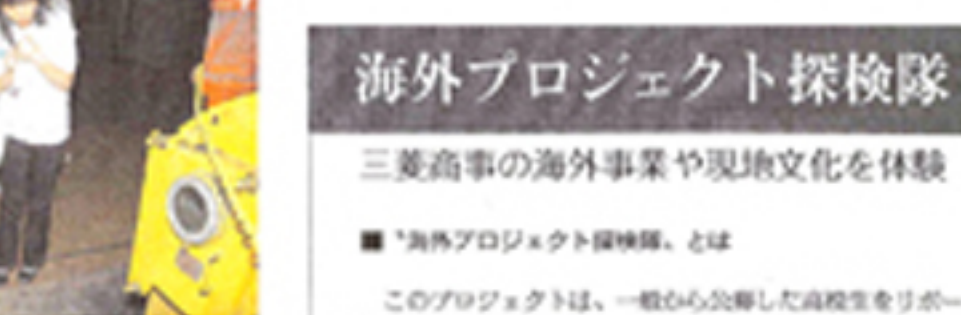 海外プロジェクト探検隊
三菱商事の海外事業や現地文化を体験
■〝海外プロジェクト探検隊〟とは
このプロジェクトは、一般から公募した高校生をリポー